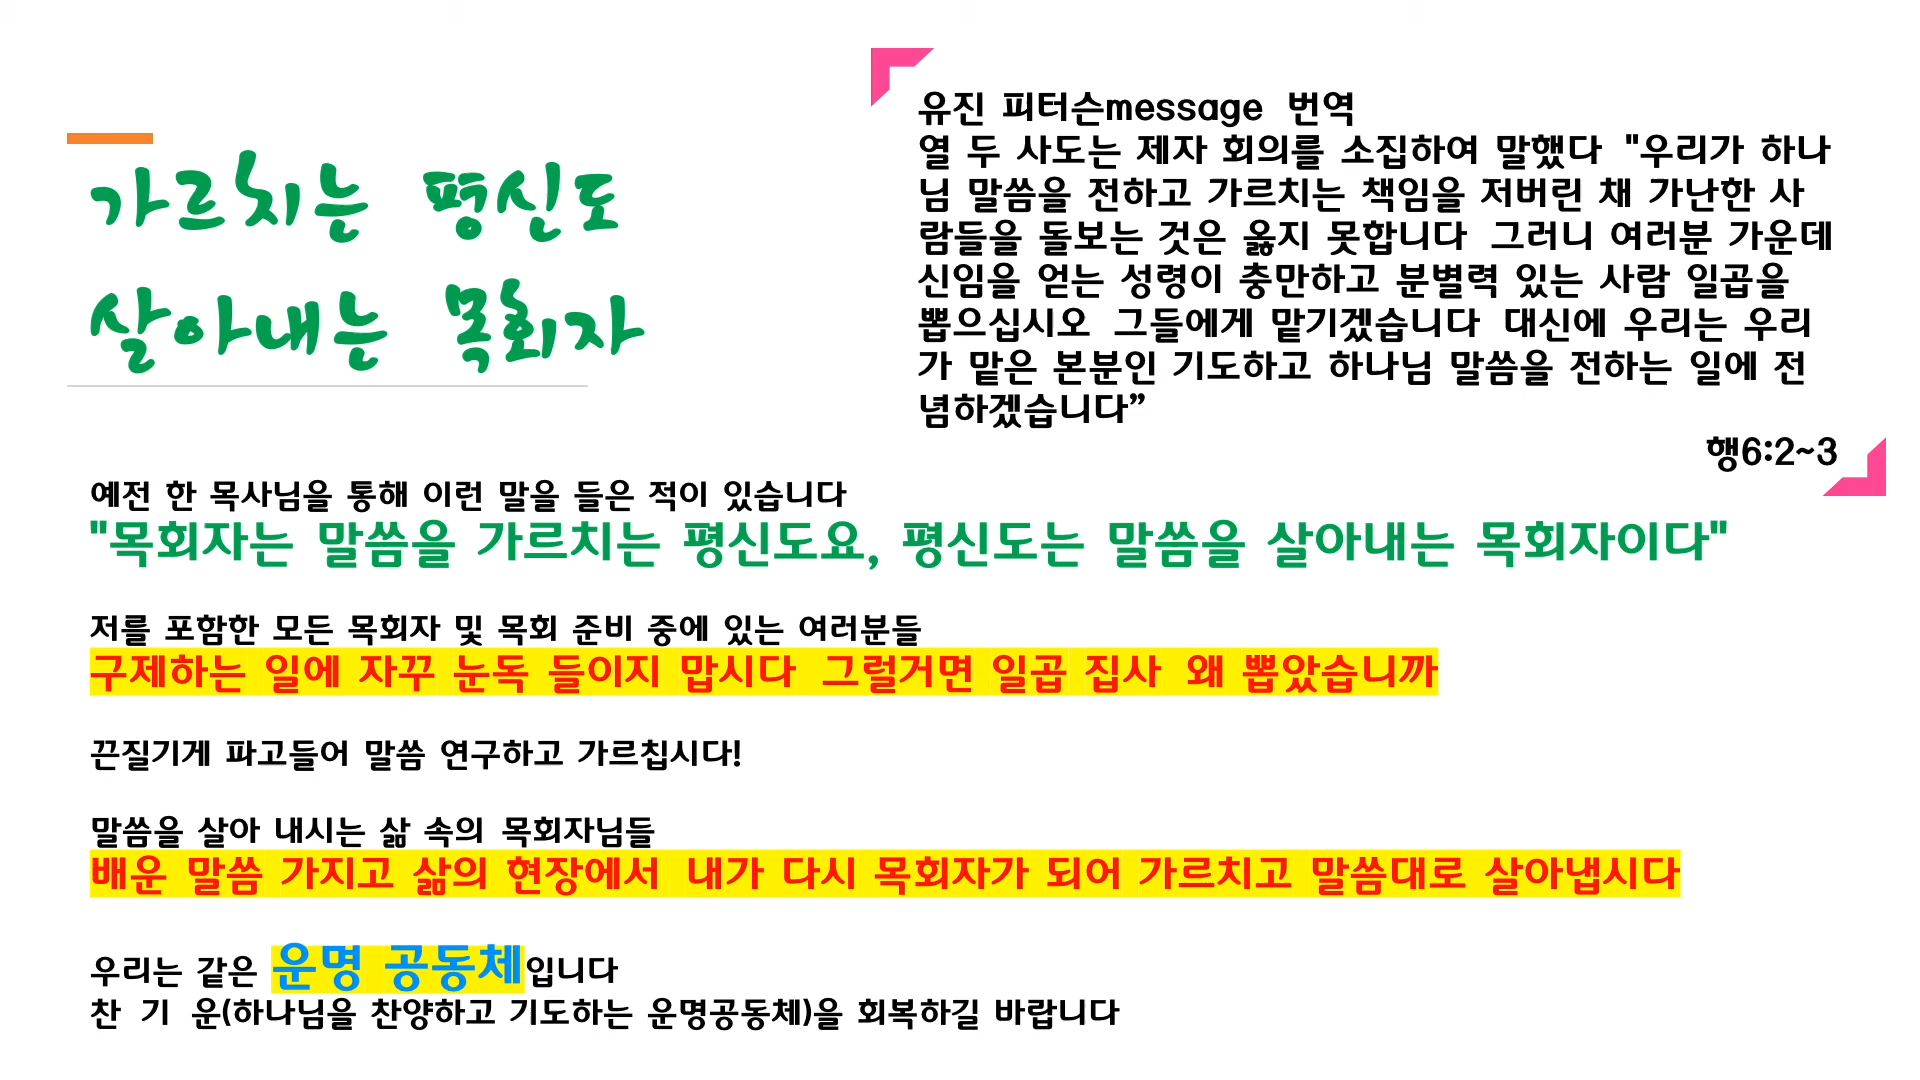 가르치는 평신도
살아내는 목회자
유진 피터슨message 번역
열 두 사도는 제자 회의를 소집하여 말했다 "우리가 하나
님 말씀을 전하고 가르치는 책임을 저버린 채 가난한 사
람들을 돌보는 것은 옳지 못합니다 그러니 여러분 가운데
신임을 얻는 성령이 충만하고 분별력 있는 사람 일곱을
뽑으십시오 그들에게 맡기겠습니다 대신에 우리는 우리
가 맡은 본분인 기도하고 하나님 말씀을 전하는 일에 전
념하겠습니다”
행6:2~3
예전 한 목사님을 통해 이런 말을 들은 적이 있습니다
"목회자는 말씀을 가르치는 평신도요, 평신도는 말씀을 살아내는 목회자이다"
저를 포함한 모든 목회자 및 목회 준비 중에 있는 여러분들
구제하는 일에 자꾸 눈독 들이지 맙시다 그럴거면 일곱 집사 왜 뽑았습니까
끈질기게 파고들어 말씀 연구하고 가르칩시다!
말씀을 살아 내시는 삶 속의 목회자님들
배운 말씀 가지고 삶의 현장에서 내가 다시 목회자가 되어 가르치고 말씀대로 살아냅시다
우리는 같은 운명 공동체입니다
찬 기 운(하나님을 찬양하고 기도하는 운명공동체)을 회복하길 바랍니다